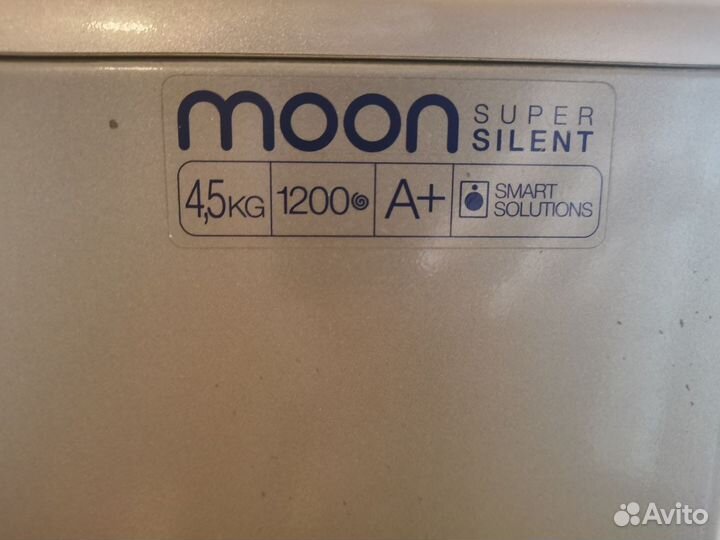 moon
SUPER
SILENT
4,5KG
1200
A+
SMART
SOLUTIONS
Avito